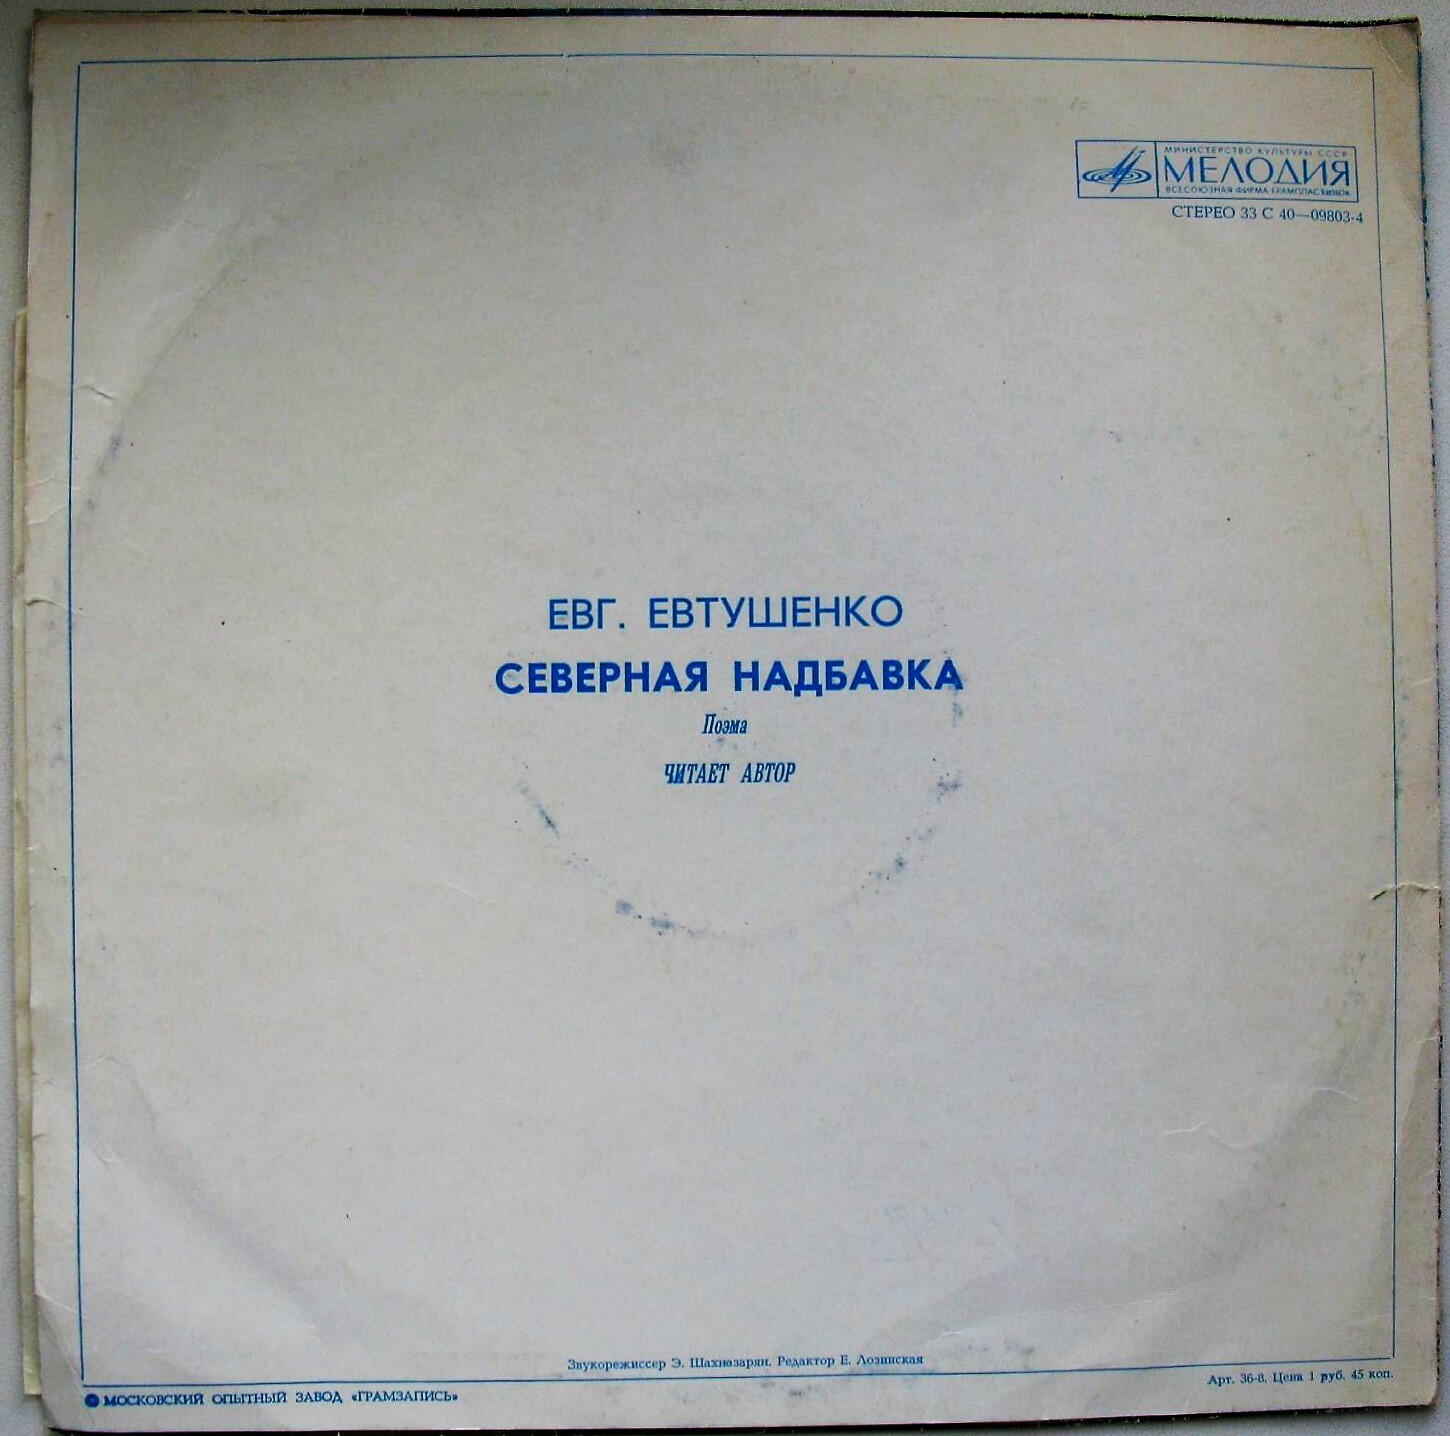 МИНИСТЕРСТВО КУЛЬТУРЫ СССР
МЕЛОДИЯ
ВСЕСОЮЗНАЯ ФИРМА ГРАМПЛАСТИНОК
СТЕРЕО 33 С 40—09803-4
ЕВГ. ЕВТУШЕНКО
СЕВЕРНАЯ НАДБАВКА
Поэма
ЧИТАЕТ АВТОР
Звукорежиссер Э. Шахназарян. Редактор Е. Лозинская
Арт. 36-8. Цена 1 руб. 45 коп.
МОСКОВСКИЙ ОПЫТНЫЙ ЗАВОД «ГРАМЗАПИСЬ»